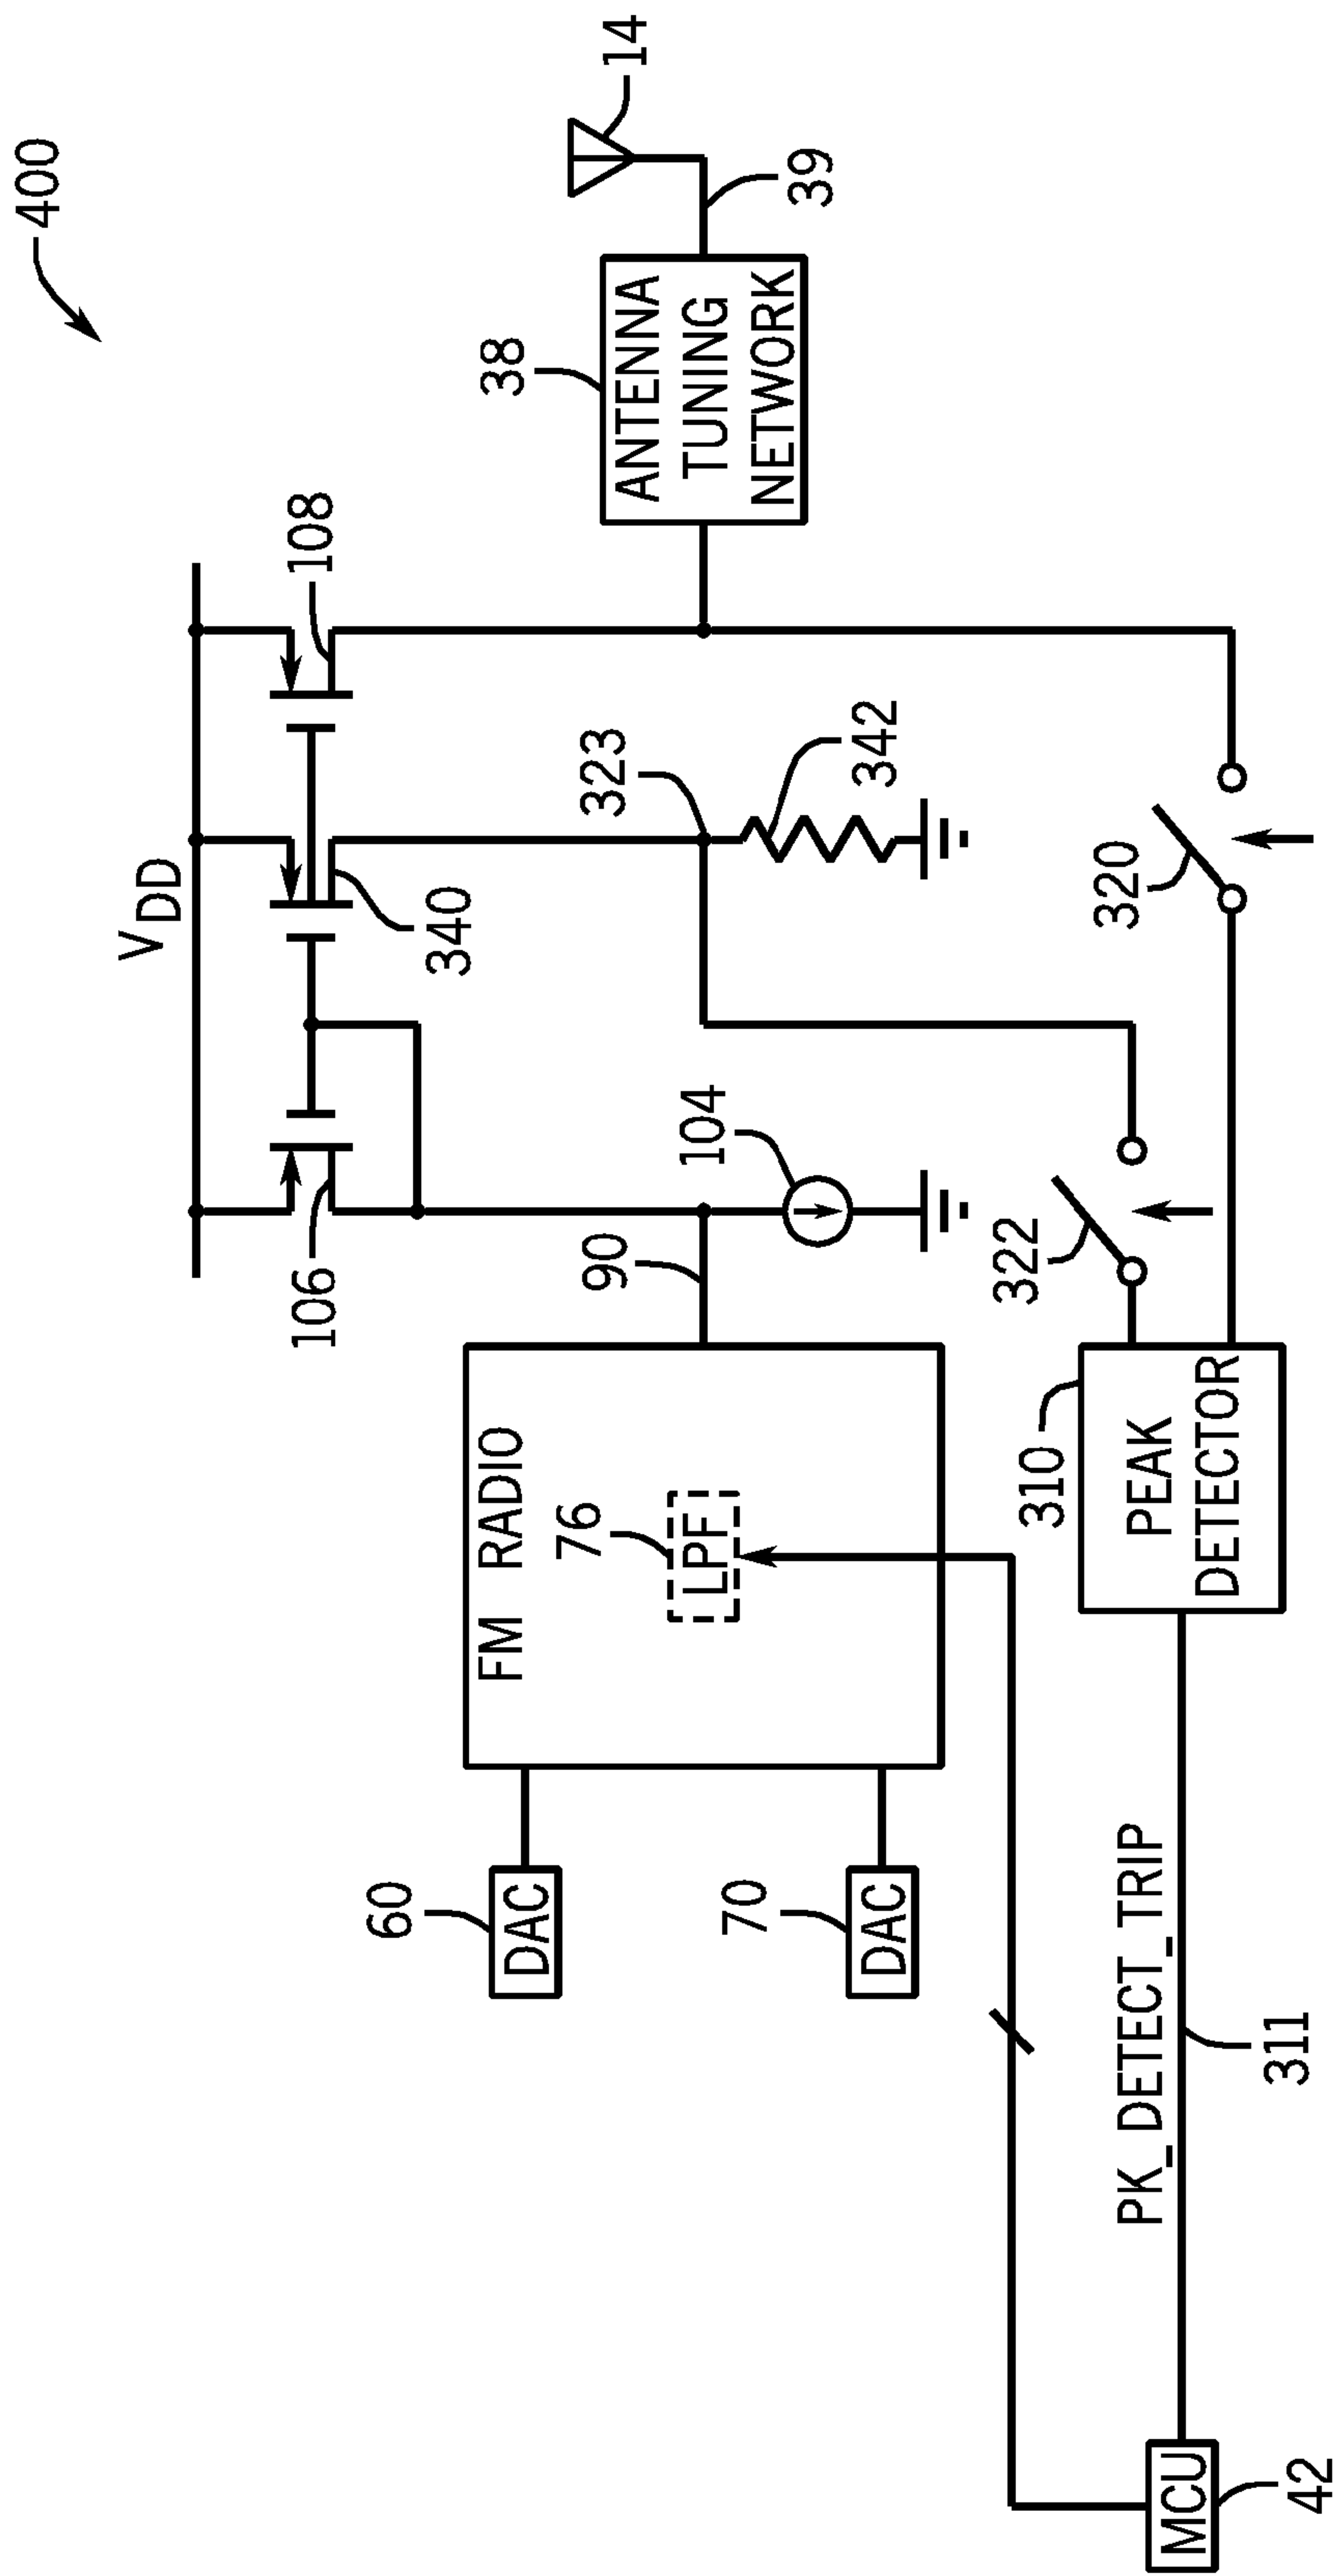 400
V DD
106
340
108
14
39
38
ANTENNA
TUNING
NETWORK
323
342
90
104
FM RADIO
76
LPF
60
DAC
70
DAC
322
320
310
PEAK
DETECTOR
PK_DETECT_TRIP
311
MCU
42